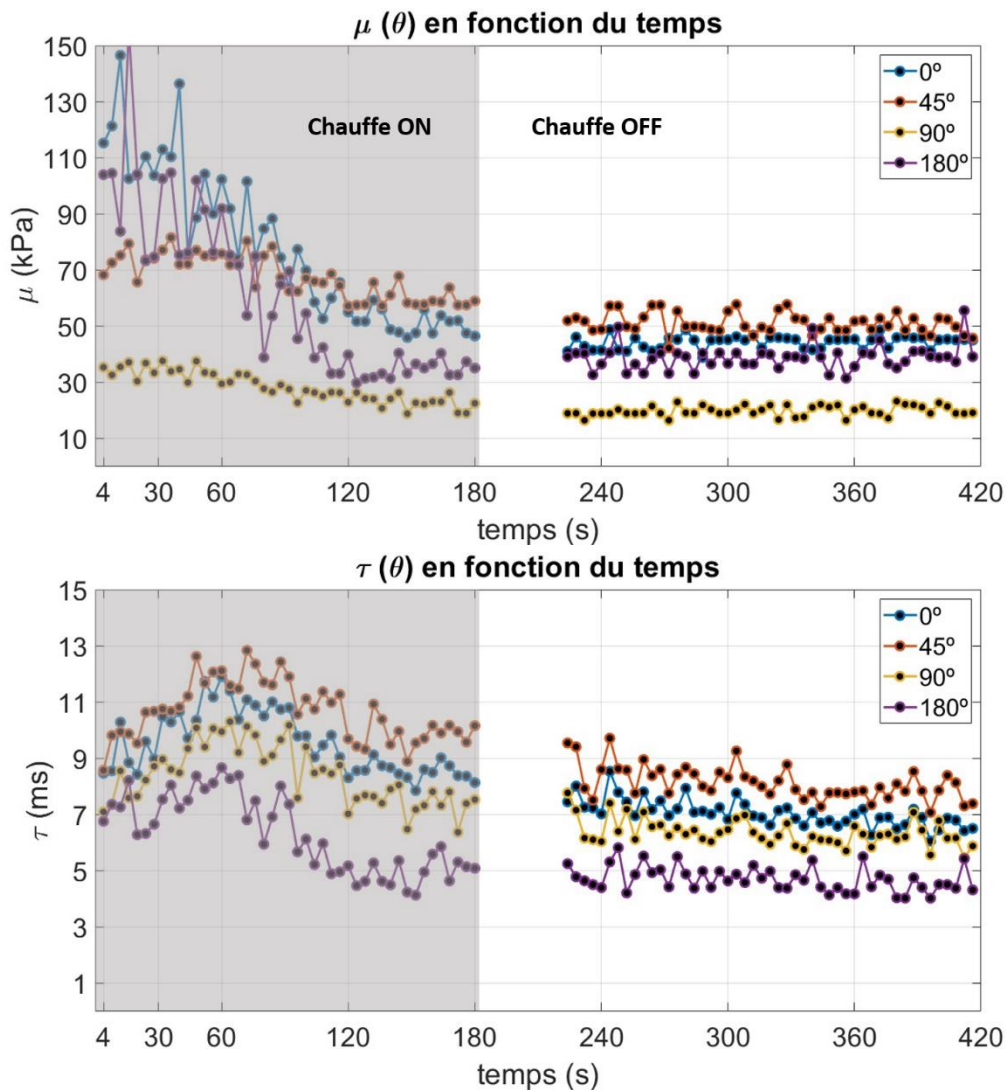 μ (θ) en fonction du temps
150
130
110
90
70
50
30
10
μ (kPa)
Chauffe ON
Chauffe OFF
0º
45º
90º
180º
4 30 60 120 180 240 300 360 420
temps (s)
τ (θ) en fonction du temps
15
13
11
9
7
5
3
1
τ (ms)
0º
45º
90º
180º
4 30 60 120 180 240 300 360 420
temps (s)